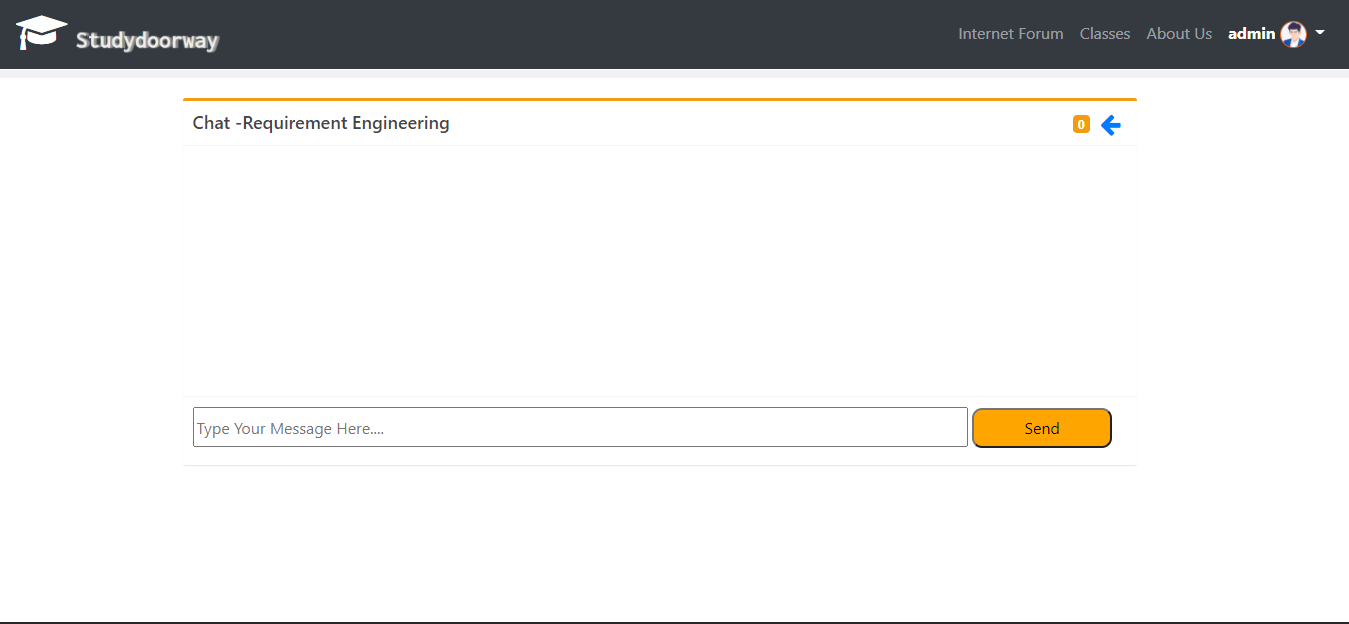 Studydoorway
Internet Forum Classes About Us admin
Chat -Requirement Engineering
0
Type Your Message Here....
Send